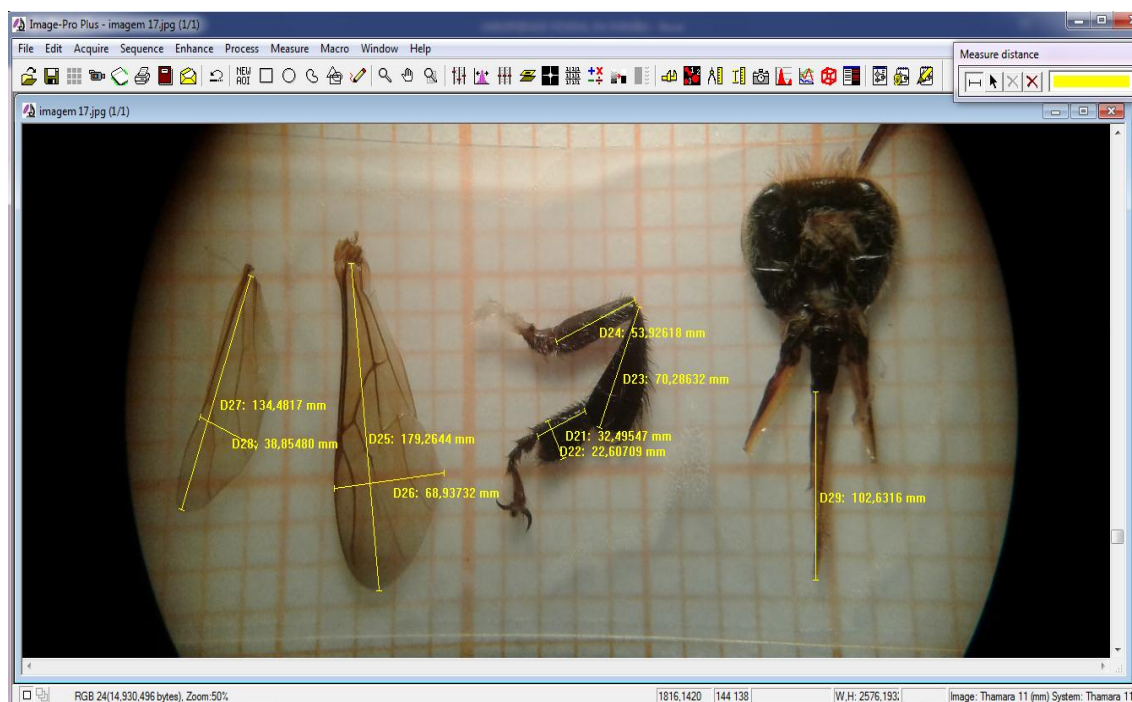 Image-Pro Plus - imagem 17.jpg (1/1)
File Edit Acquire Sequence Enhance Process Measure Macro Window Help
Measure distance
NEW
AOI
imagem 17.jpg (1/1)
D24: 53,92618 mm
D23: 70,28632 mm
D27: 134,4817 mm
D28: 38,85480 mm
D25: 179,2644 mm
D21: 32,49547 mm
D22: 22,60709 mm
D26: 68,93732 mm
D29: 102,6316 mm
RGB 24(14,930,496 bytes), Zoom:50%
1816,1420
144 138
W,H: 2576,193
Image: Thamara 11 (mm) System: Thamara 11